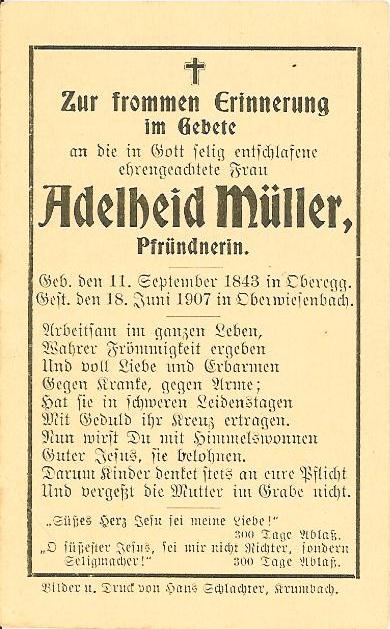 Zur frommen Erinnerung
im Gebete
an die in Gott selig entschlafene
ehrengeachtete Frau
Adelheid Müller,
Pfründnerin.
Geb. den 11. September 1843 in Oberegg.
Gest. den 18. Juni 1907 in Oberwiesenbach.
Arbeitsam im ganzen Leben,
Wahrer Frömmigkeit ergeben
Und voll Liebe und Erbarmen
Gegen Kranke, gegen Arme;
Hat sie in schweren Leidenstagen
Mit Geduld ihr Kreuz ertragen.
Nun wirst Du mit Himmelswonnen
Guter Jesus, sie belohnen.
Darum Kinder denket stets an eure Pflicht
Und vergeßt die Mutter im Grabe nicht.
„Süßes Herz Jesu sei meine Liebe!"
300 Tage Ablaß.
„O süßester Jesus, sei mir nicht Richter, sondern
Seligmacher!" 300 Tage Ablaß.
Bilder u. Druck von Hans Schlachter, Krumbach.